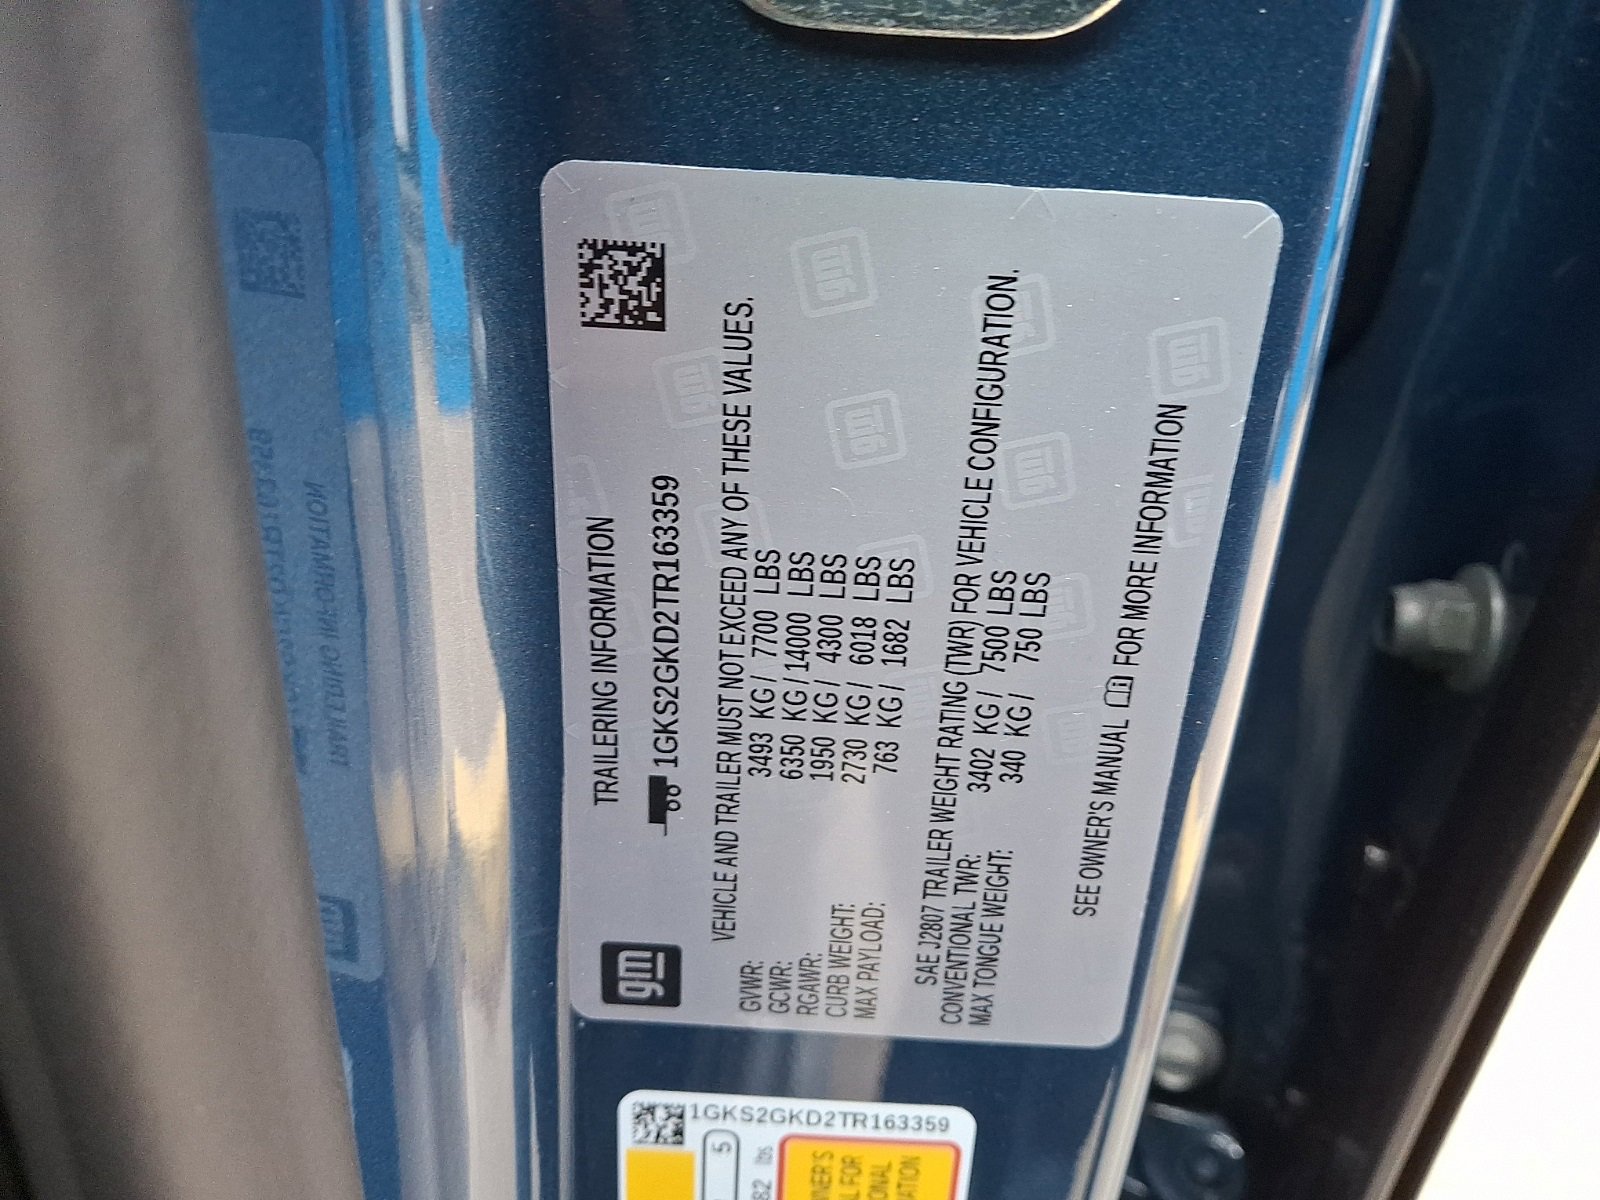 gm
TRAILERING INFORMATION
1GKS2GKD2TR163359
VEHICLE AND TRAILER MUST NOT EXCEED ANY OF THESE VALUES.
GVWR: 3493 KG / 7700 LBS
GCWR: 6350 KG / 14000 LBS
RGAWR: 1950 KG / 4300 LBS
CURB WEIGHT: 2730 KG / 6018 LBS
MAX PAYLOAD: 763 KG / 1682 LBS
SAE J2807 TRAILER WEIGHT RATING (TWR) FOR VEHICLE CONFIGURATION.
CONVENTIONAL TWR: 3402 KG / 7500 LBS
MAX TONGUE WEIGHT: 340 KG / 750 LBS
SEE OWNER'S MANUAL FOR MORE INFORMATION
1GKS2GKD2TR163359
5
82 lbs